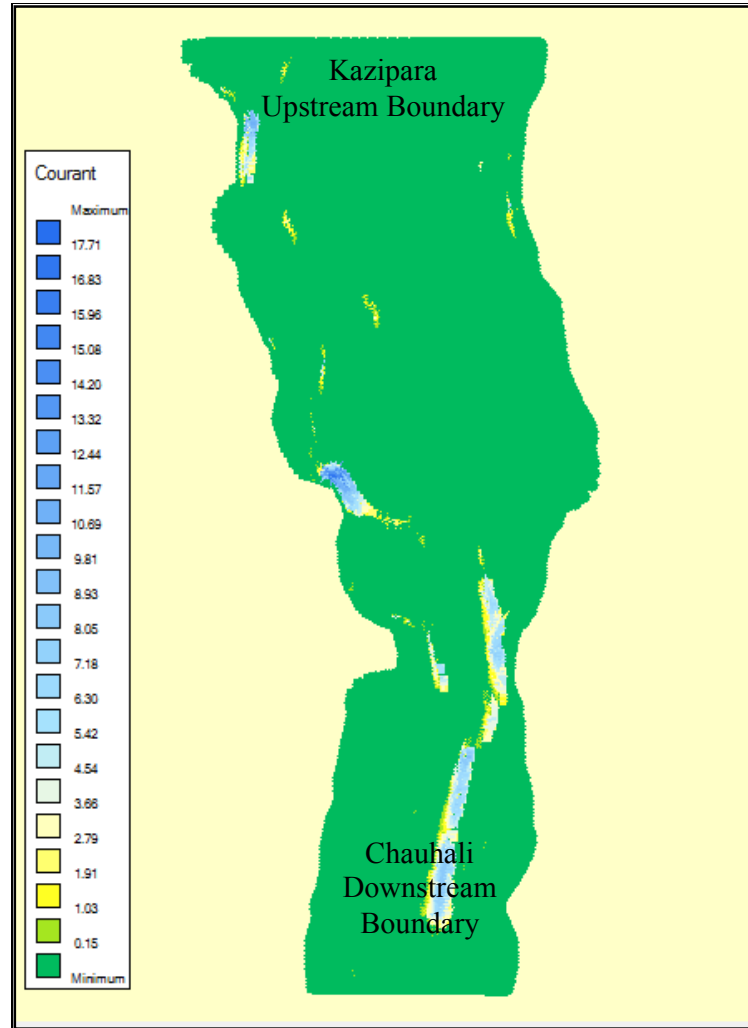 Kazipara
Upstream Boundary
Courant
Maximum
17.71
16.83
15.96
15.08
14.20
13.32
12.44
11.57
10.69
9.81
8.93
8.05
7.18
6.30
5.42
4.54
3.66
2.79
1.91
1.03
0.15
Minimum
Chauhali
Downstream
Boundary